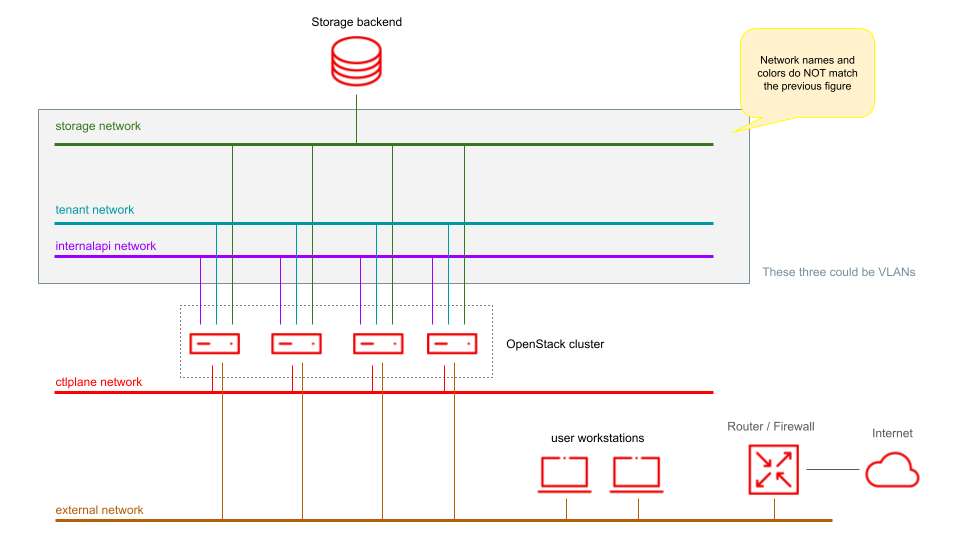 Storage backend
Network names and
colors do NOT match
the previous figure
storage network
tenant network
internalapi network
These three could be VLANs
OpenStack cluster
ctlplane network
Router / Firewall
Internet
user workstations
external network